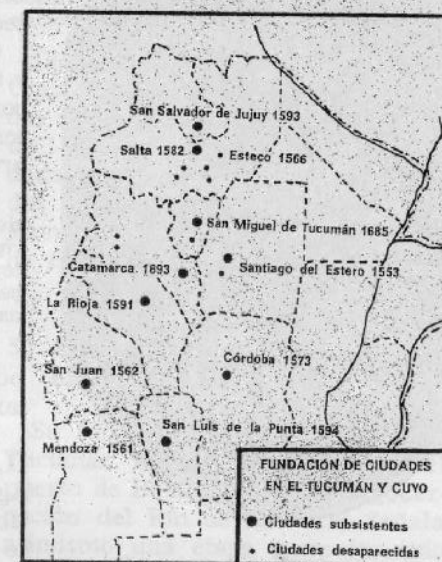 San Salvador de Jujuy 1593
Salta 1582
Esteco 1566
San Miguel de Tucumán 1685
Catamarca. 1693
Santiago del Estero 1553
La Rioja 1591
San Juan 1562
Córdoba 1573
San Luis de la Punta 1594
Mendoza 1561
FUNDACIÓN DE CIUDADES
EN EL TUCUMÁN Y CUYO
Ciudades subsistentes
Ciudades desaparecidas